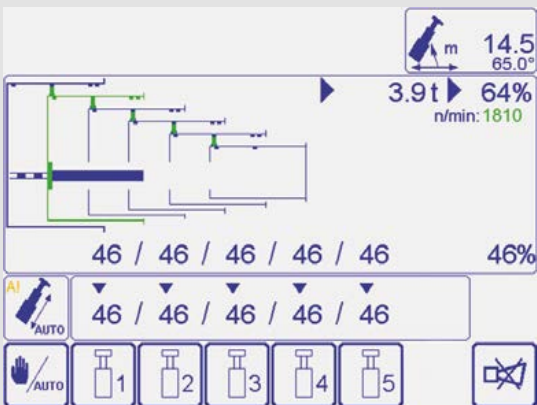 m 14.5
65.0°
3.9 t 64%
n/min: 1810
46 / 46 / 46 / 46 / 46 46%
A!
46 / 46 / 46 / 46 / 46
AUTO
/AUTO 1 2 3 4 5